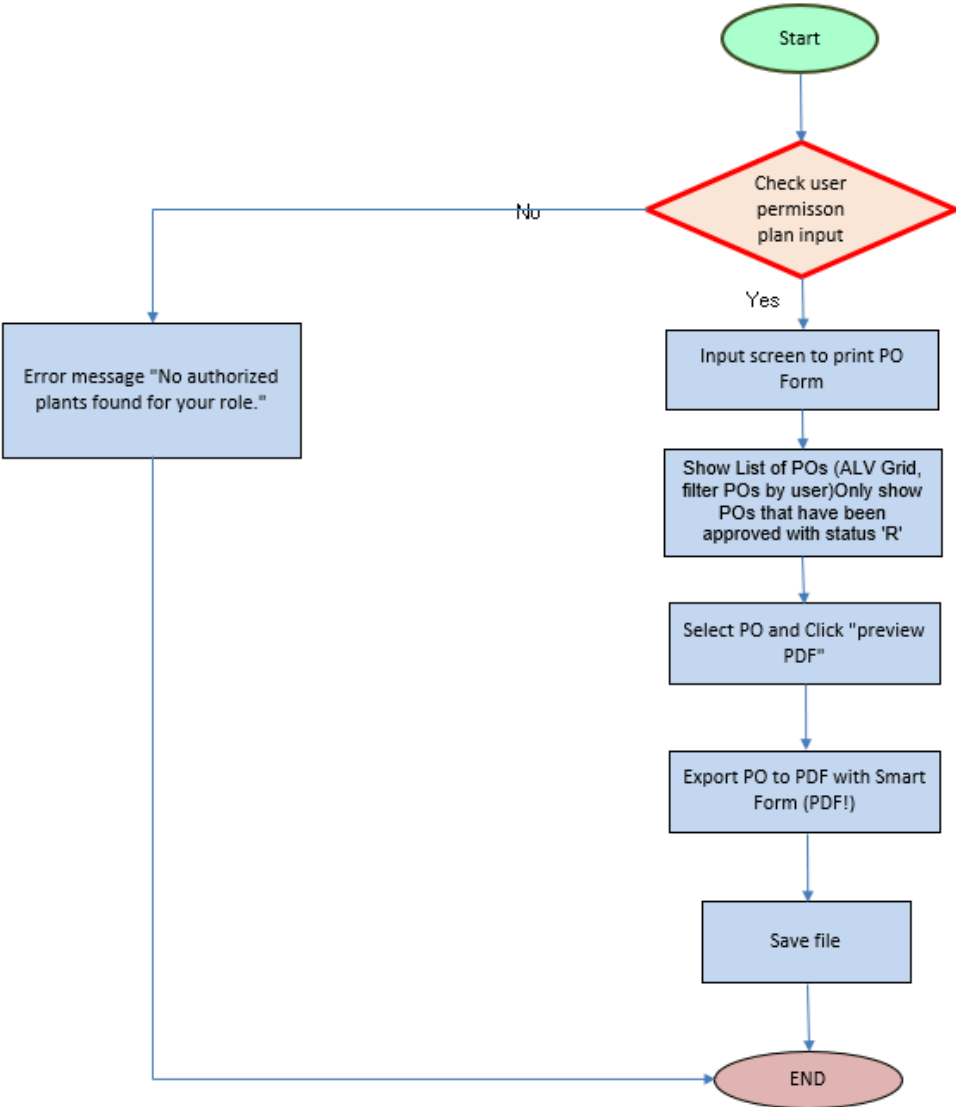 Start
Check user
permisson
plan input
No
Yes
Error message "No authorized
plants found for your role."
Input screen to print PO
Form
Show List of POs (ALV Grid,
filter POs by user)Only show
POs that have been
approved with status 'R'
Select PO and Click "preview
PDF"
Export PO to PDF with Smart
Form (PDF!)
Save file
END